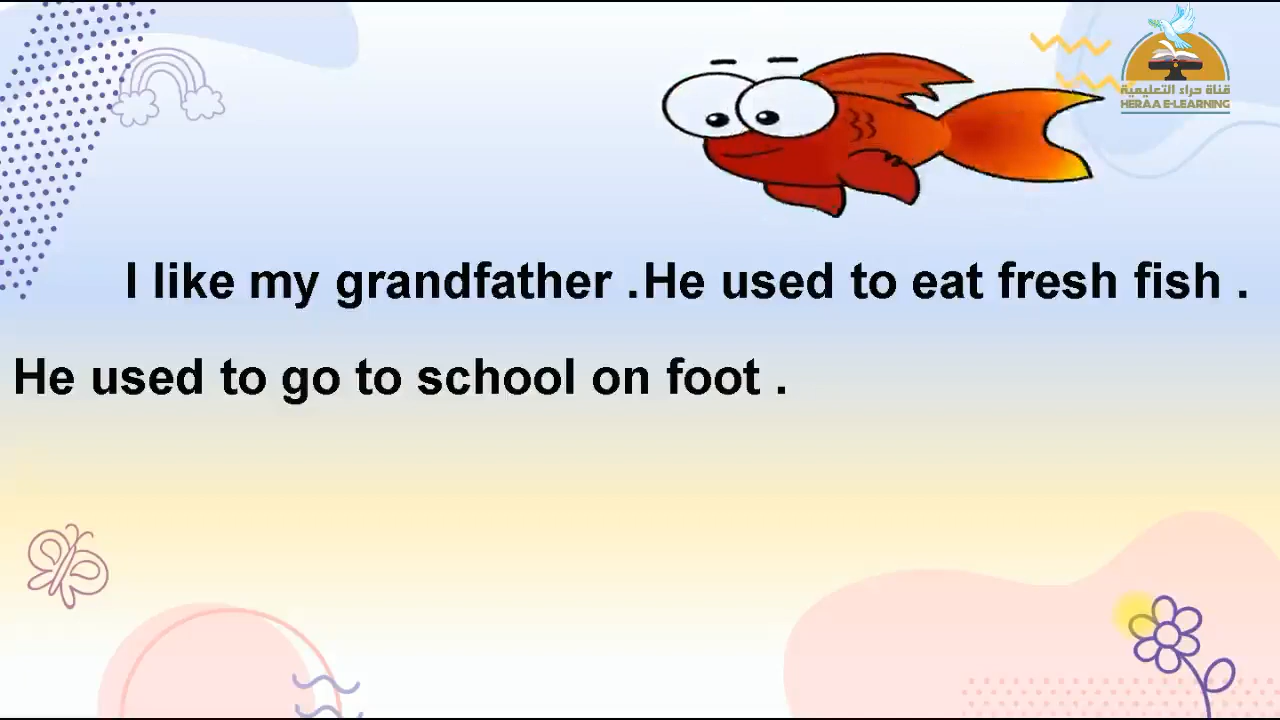 قناة حراء التعليمية
HERAA E-LEARNING
I like my grandfather .He used to eat fresh fish .
He used to go to school on foot .